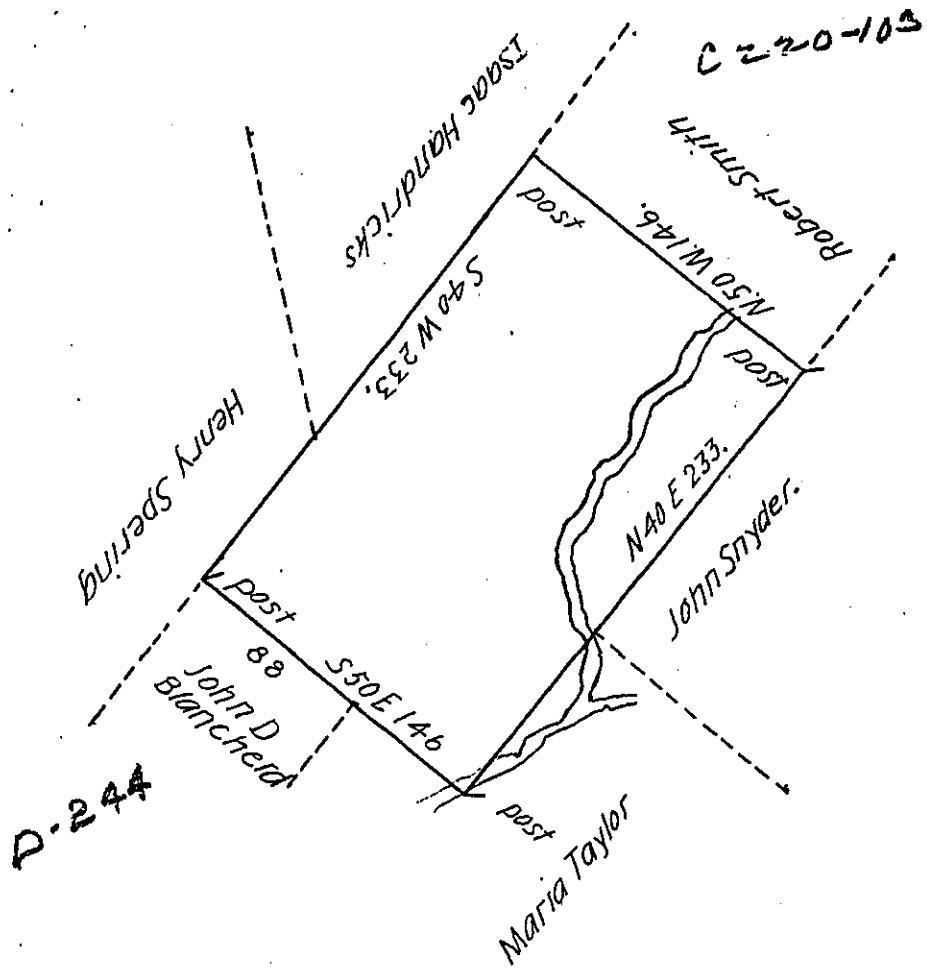 C 220-103
Isaac Handricks
Robert Smith
post
N.50 W.146.
S 40 W 233.
post
Henry Spering
N 40 E 233.
John Snyder.
post
88
S 50 E 146
John D
Blancherd
post
D-244
Maria Taylor